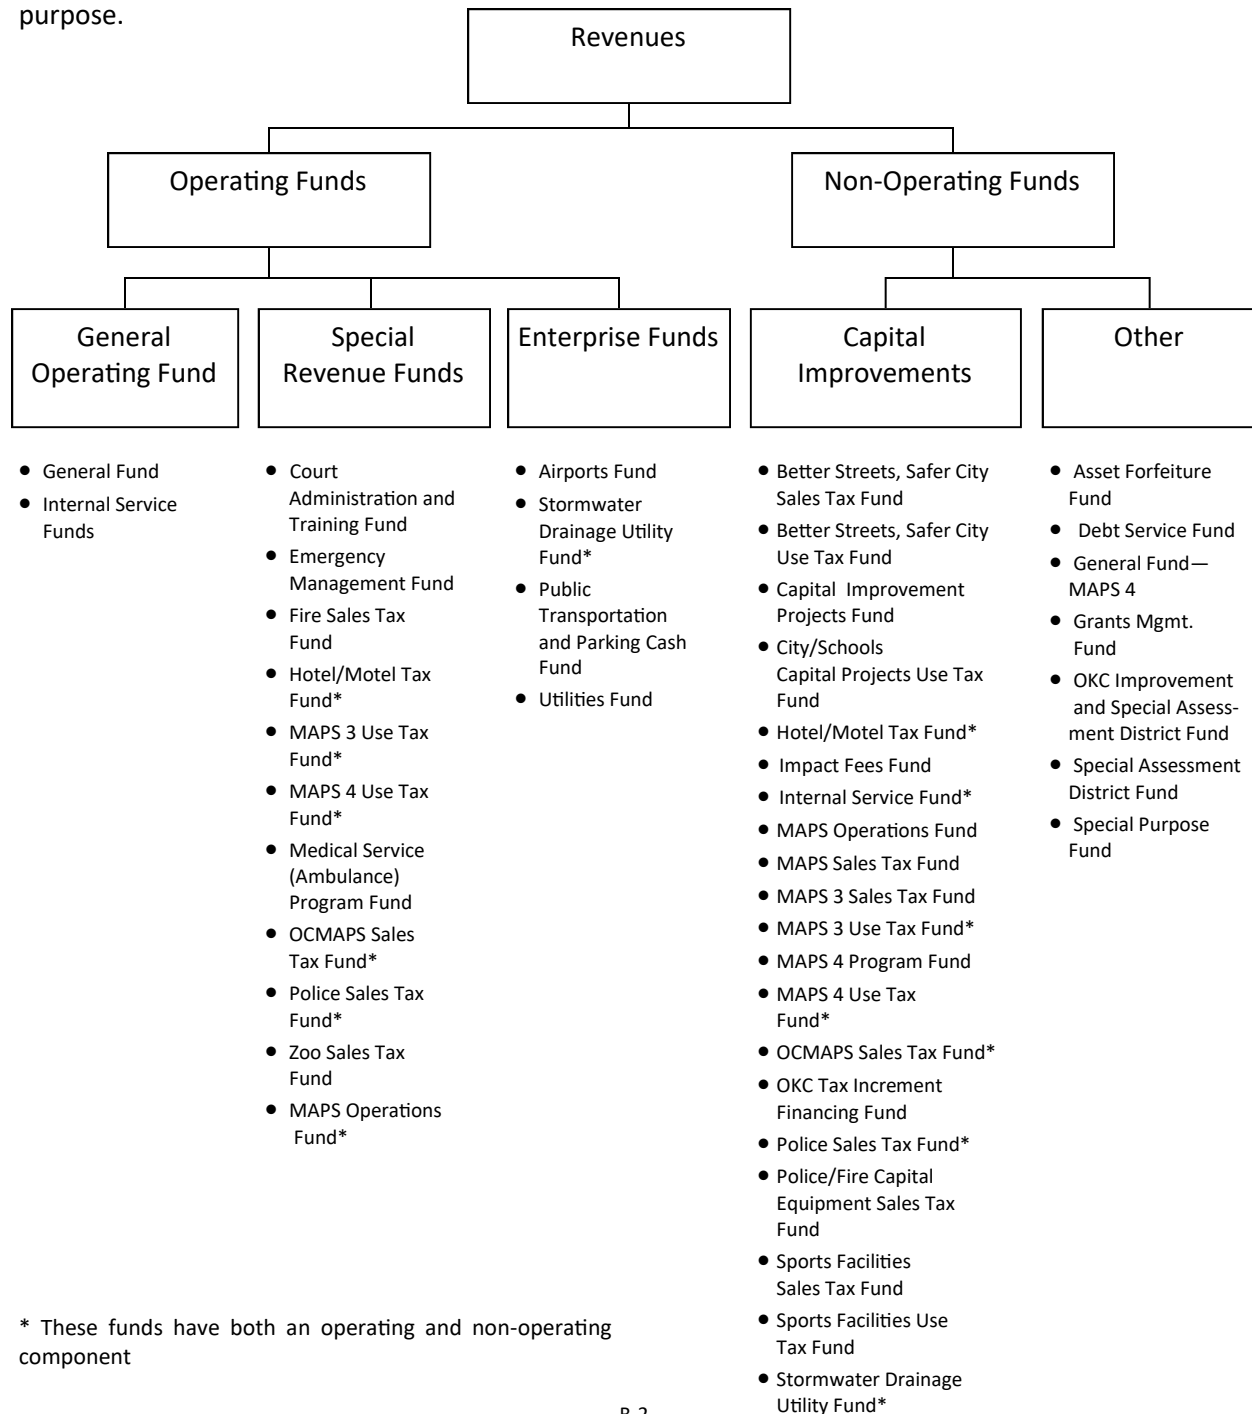 purpose.
Revenues
Operating Funds
Non-Operating Funds
General
Operating Fund
Special
Revenue Funds
Enterprise Funds
Capital
Improvements
Other
• General Fund
• Internal Service
Funds
• Court
Administration and
Training Fund
• Emergency
Management Fund
• Fire Sales Tax
Fund
• Hotel/Motel Tax
Fund*
• MAPS 3 Use Tax
Fund*
• MAPS 4 Use Tax
Fund*
• Medical Service
(Ambulance)
Program Fund
• OCMAPS Sales
Tax Fund*
• Police Sales Tax
Fund*
• Zoo Sales Tax
Fund
• MAPS Operations
Fund*
• Airports Fund
• Stormwater
Drainage Utility
Fund*
• Public
Transportation
and Parking Cash
Fund
• Utilities Fund
• Better Streets, Safer City
Sales Tax Fund
• Better Streets, Safer City
Use Tax Fund
• Capital Improvement
Projects Fund
• City/Schools
Capital Projects Use Tax
Fund
• Hotel/Motel Tax Fund*
• Impact Fees Fund
• Internal Service Fund*
• MAPS Operations Fund
• MAPS Sales Tax Fund
• MAPS 3 Sales Tax Fund
• MAPS 3 Use Tax Fund*
• MAPS 4 Program Fund
• MAPS 4 Use Tax
Fund*
• OCMAPS Sales Tax Fund*
• OKC Tax Increment
Financing Fund
• Police Sales Tax Fund*
• Police/Fire Capital
Equipment Sales Tax
Fund
• Sports Facilities
Sales Tax Fund
• Sports Facilities Use
Tax Fund
• Stormwater Drainage
Utility Fund*
• Asset Forfeiture
Fund
• Debt Service Fund
• General Fund—
MAPS 4
• Grants Mgmt.
Fund
• OKC Improvement
and Special Assess-
ment District Fund
• Special Assessment
District Fund
• Special Purpose
Fund
* These funds have both an operating and non-operating
component
B-2